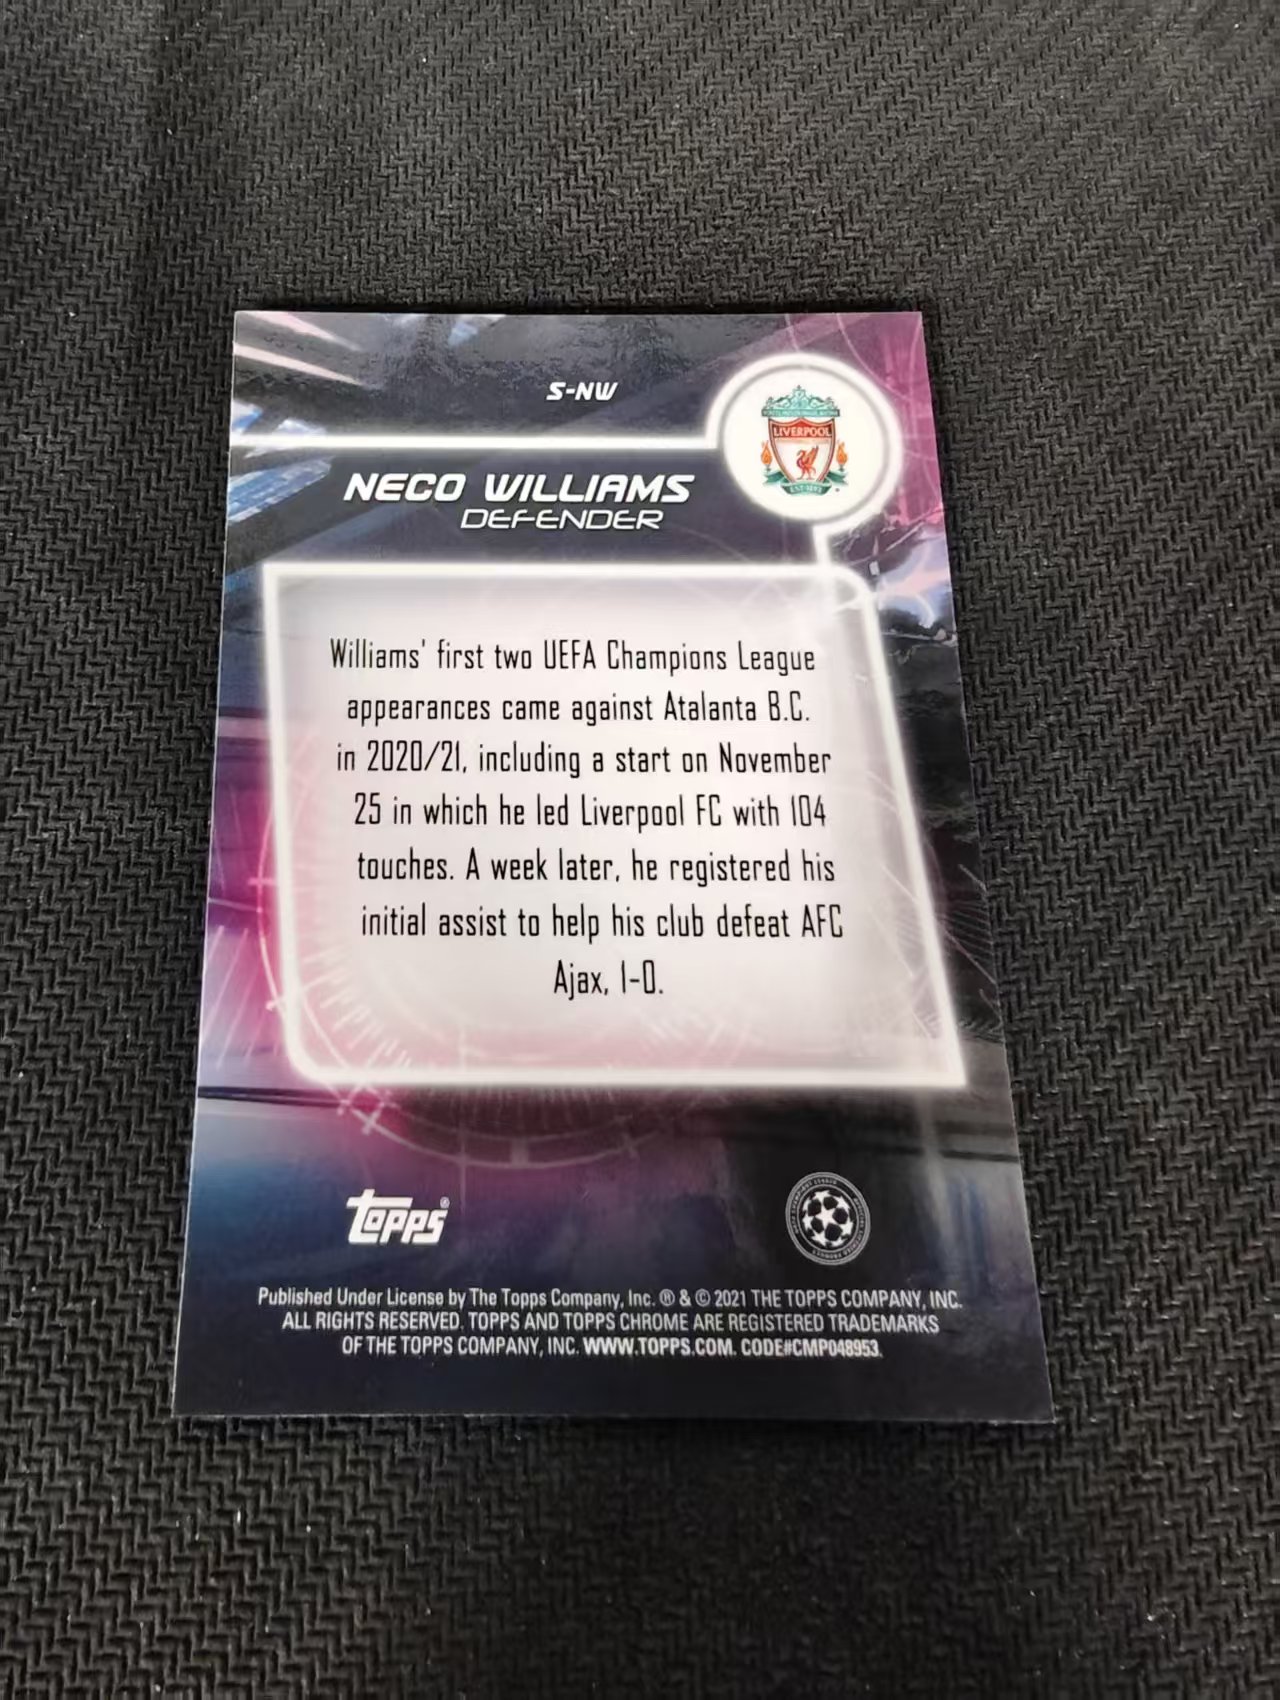 S-NW
LIVERPOOL
NECO WILLIAMS
DEFENDER
Williams' first two UEFA Champions League
appearances came against Atalanta B.C.
in 2020/21, including a start on November
25 in which he led Liverpool FC with 104
touches. A week later, he registered his
initial assist to help his club defeat AFC
Ajax, 1-0.
topps®
Published Under License by The Topps Company, Inc. ® & © 2021 THE TOPPS COMPANY, INC.
ALL RIGHTS RESERVED. TOPPS AND TOPPS CHROME ARE REGISTERED TRADEMARKS
OF THE TOPPS COMPANY, INC. WWW.TOPPS.COM. CODE#CMP048953.